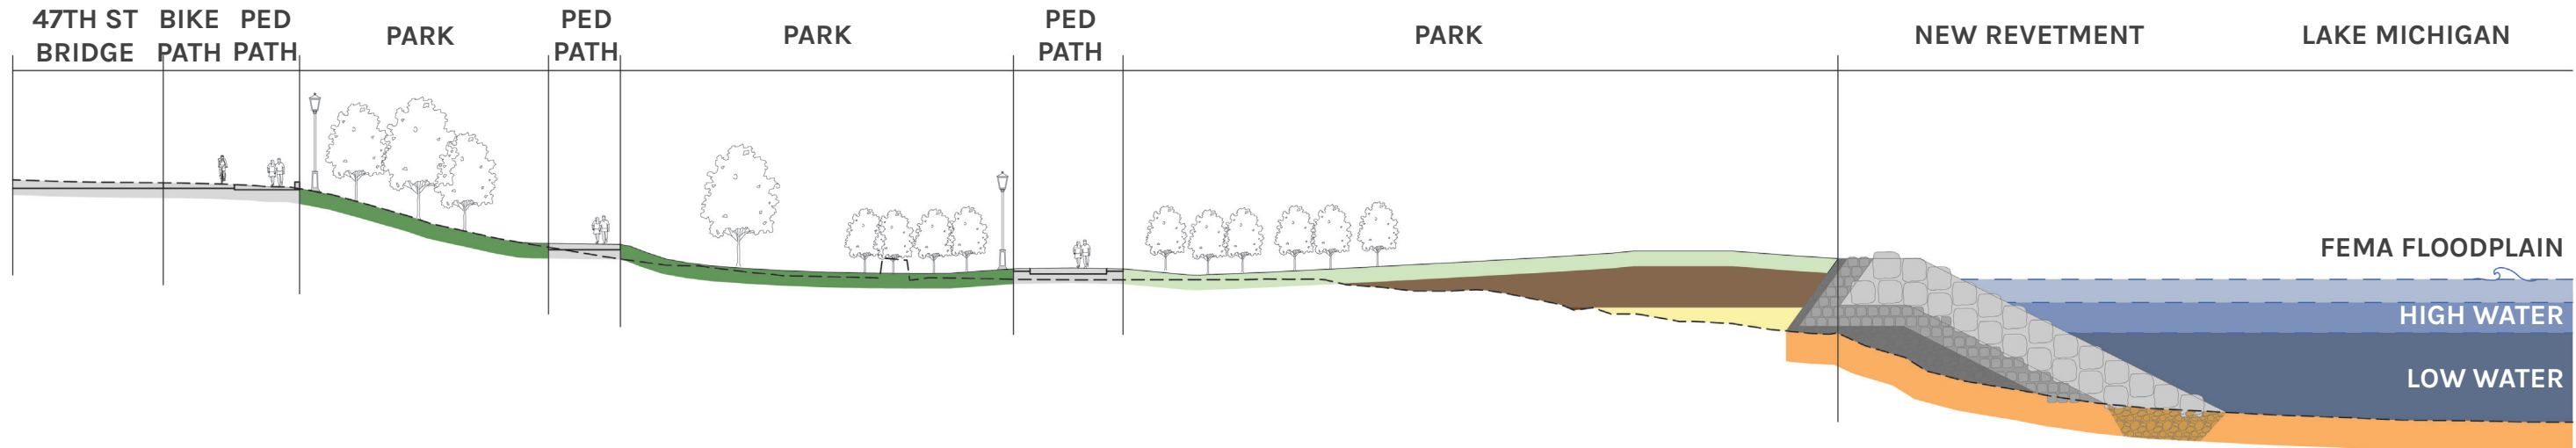 47TH ST
BRIDGE
BIKE
PATH
PED
PATH
PARK
PED
PATH
PARK
PED
PATH
PARK
NEW REVETMENT
LAKE MICHIGAN
FEMA FLOODPLAIN
HIGH WATER
LOW WATER